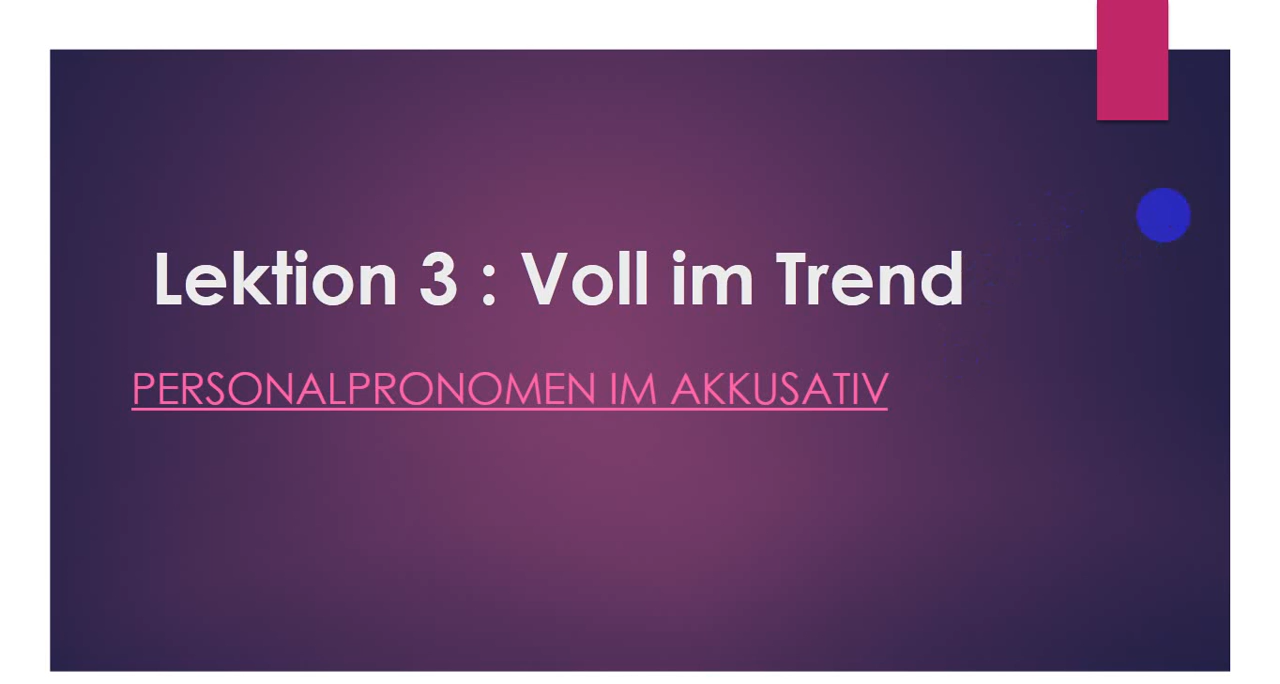 Lektion 3 : Voll im Trend
PERSONALPRONOMEN IM AKKUSATIV